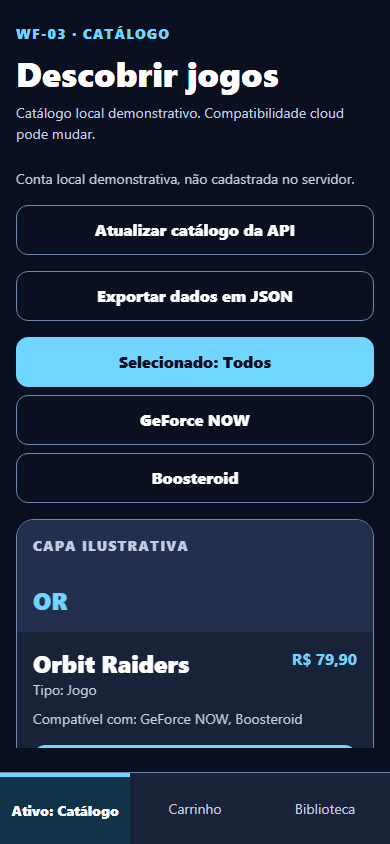 WF-03 · CATÁLOGO
Descobrir jogos
Catálogo local demonstrativo. Compatibilidade cloud
pode mudar.
Conta local demonstrativa, não cadastrada no servidor.
Atualizar catálogo da API
Exportar dados em JSON
Selecionado: Todos
GeForce NOW
Boosteroid
CAPA ILUSTRATIVA
OR
Orbit Raiders
R$ 79,90
Tipo: Jogo
Compatível com: GeForce NOW, Boosteroid
Ativo: Catálogo
Carrinho
Biblioteca